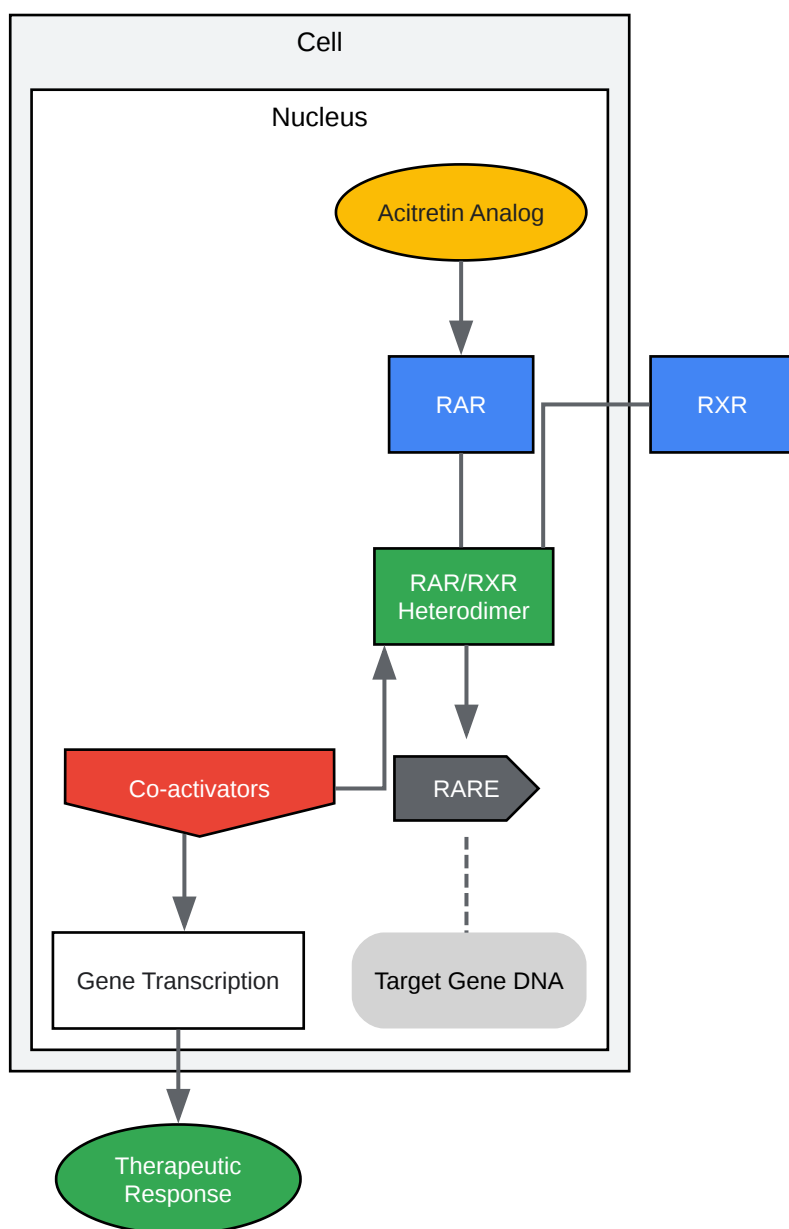 Cell
Nucleus
Acitretin Analog
RAR
RXR
RAR/RXR
Heterodimer
Co-activators
RARE
Gene Transcription
Target Gene DNA
Therapeutic
Response